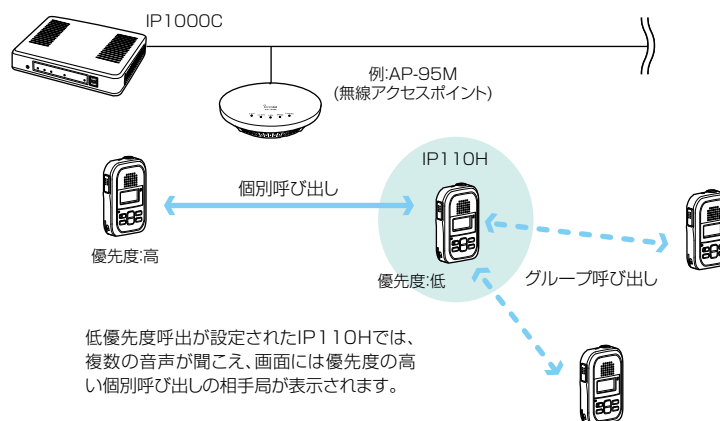 IP1000C
例:AP-95M
(無線アクセスポイント)
IP110H
個別呼び出し
優先度:高
優先度:低
グループ呼び出し
低優先度呼出が設定されたIP110Hでは、
複数の音声が聞こえ、画面には優先度の高
い個別呼び出しの相手局が表示されます。